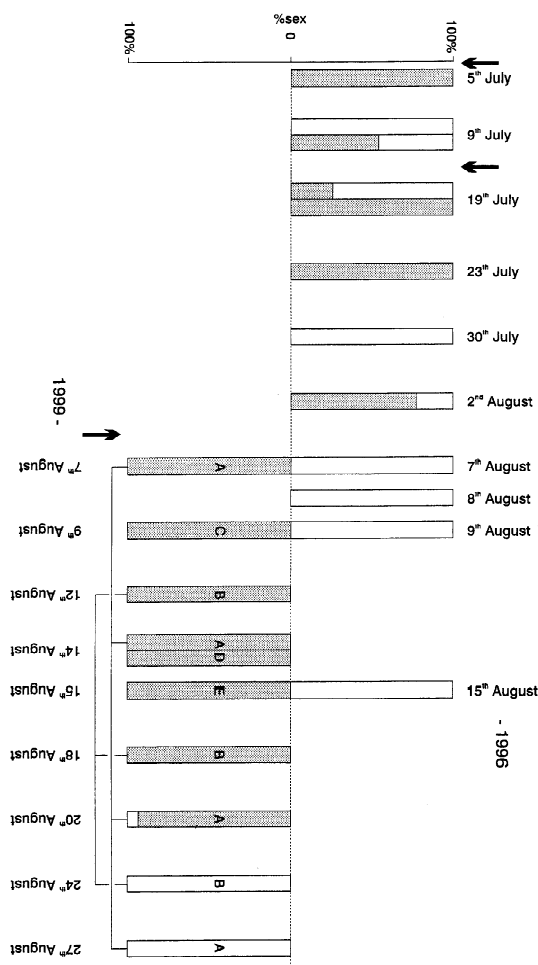 %sex
100%
0
100%
5th July
9th July
19th July
23th July
30th July
2nd August
7th August
8th August
9th August
15th August
- 1996
1999 -
7th August
9th August
12th August
14th August
15th August
18th August
20th August
24th August
27th August
A
C
B
A
D
E
B
A
B
A